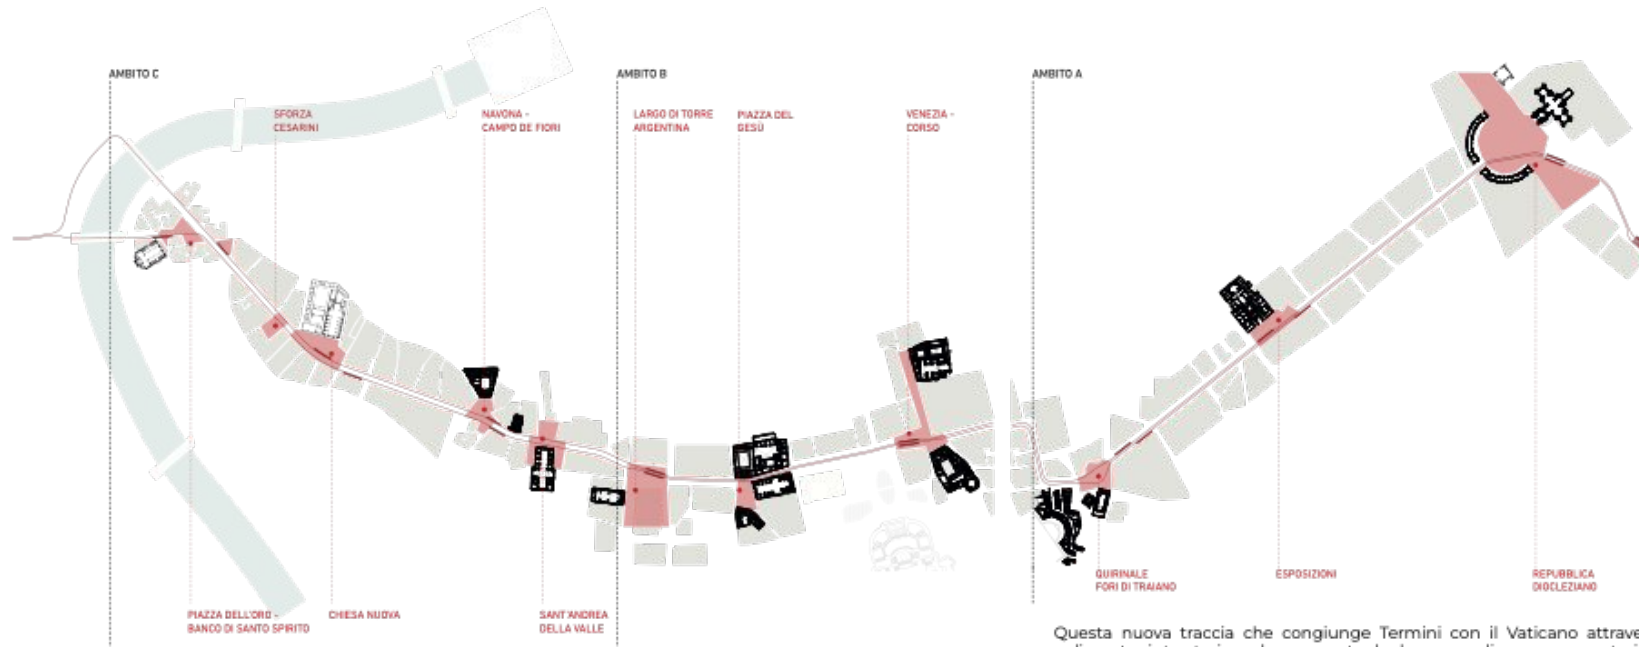 AMBITO C
AMBITO B
AMBITO A
SFORZA
CESARINI
NAVONA -
CAMPO DE FIORI
LARGO DI TORRE
ARGENTINA
PIAZZA DEL
GESÙ
VENEZIA -
CORSO
QUIRINALE
FORI DI TRAIANO
ESPOSIZIONI
REPUBBLICA
DIOCLEZIANO
PIAZZA DELL'ORO -
BANCO DI SANTO SPIRITO
CHIESA NUOVA
SANT'ANDREA
DELLA VALLE
Questa nuova traccia che congiunge Termini con il Vaticano attrave